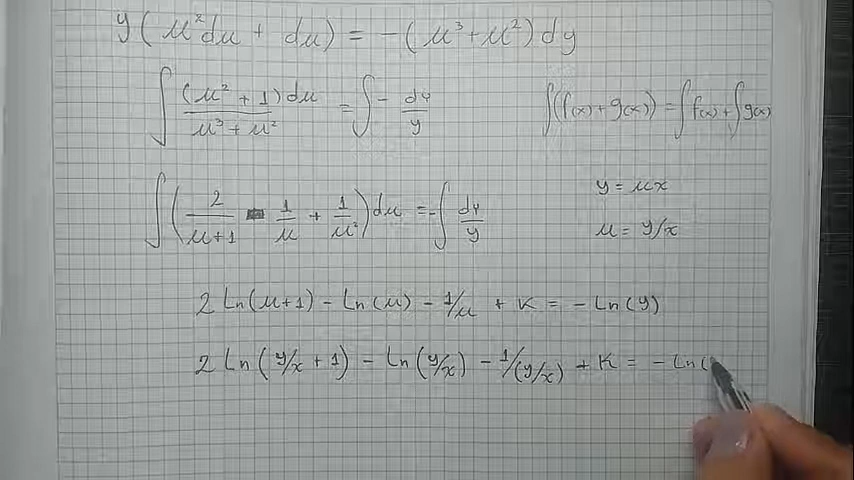 y(u²du + du) = -(u³+u²)dy
∫ (u²+1)du / u³+u² = ∫ - dy/y
∫(f(x)+g(x)) = ∫f(x) + ∫g(x)
∫(2/u+1 - 1/u + 1/u²)du = -∫ dy/y
y = ux
u = y/x
2 Ln(u+1) - Ln(u) - 1/u + K = - Ln(y)
2 Ln(y/x + 1) - Ln(y/x) - 1/(y/x) + K = - Ln(